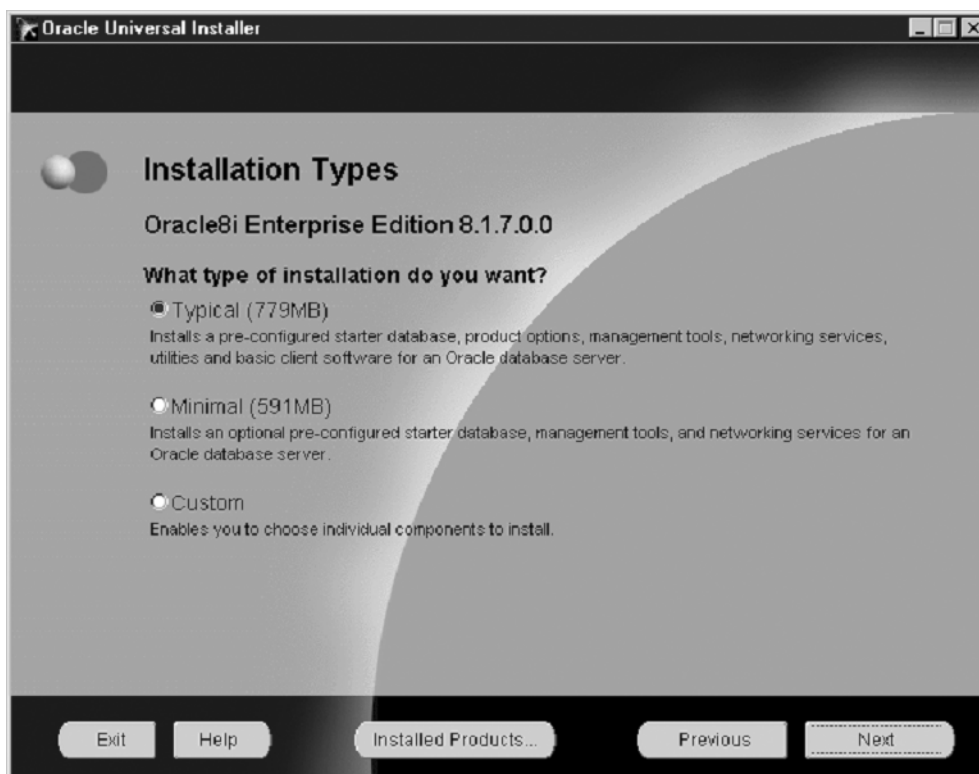 Oracle Universal Installer
Installation Types
Oracle8i Enterprise Edition 8.1.7.0.0
What type of installation do you want?
Typical (779MB)
Installs a pre-configured starter database, product options, management tools, networking services,
utilities and basic client software for an Oracle database server.
Minimal (591MB)
Installs an optional pre-configured starter database, management tools, and networking services for an
Oracle database server.
Custom
Enables you to choose individual components to install.
Exit Help Installed Products... Previous Next